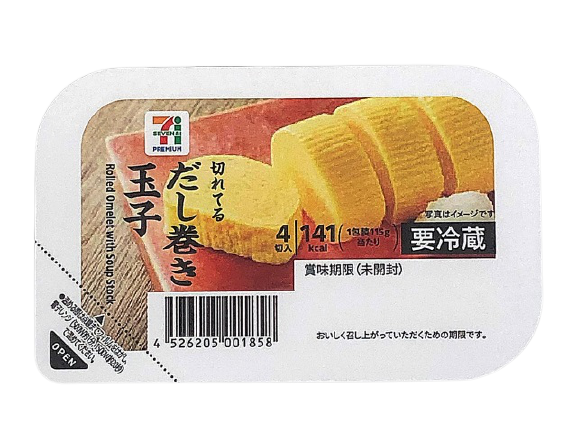 7i
SEVEN&i
PREMIUM
切れてる
だし巻き
玉子
Rolled Omelet with Soup Stock
4切入
141kcal
(1包装115g当たり)
写真はイメージです
要冷蔵
賞味期限(未開封)
4 526205 001858
おいしく召し上がっていただくための期限です。
OPEN